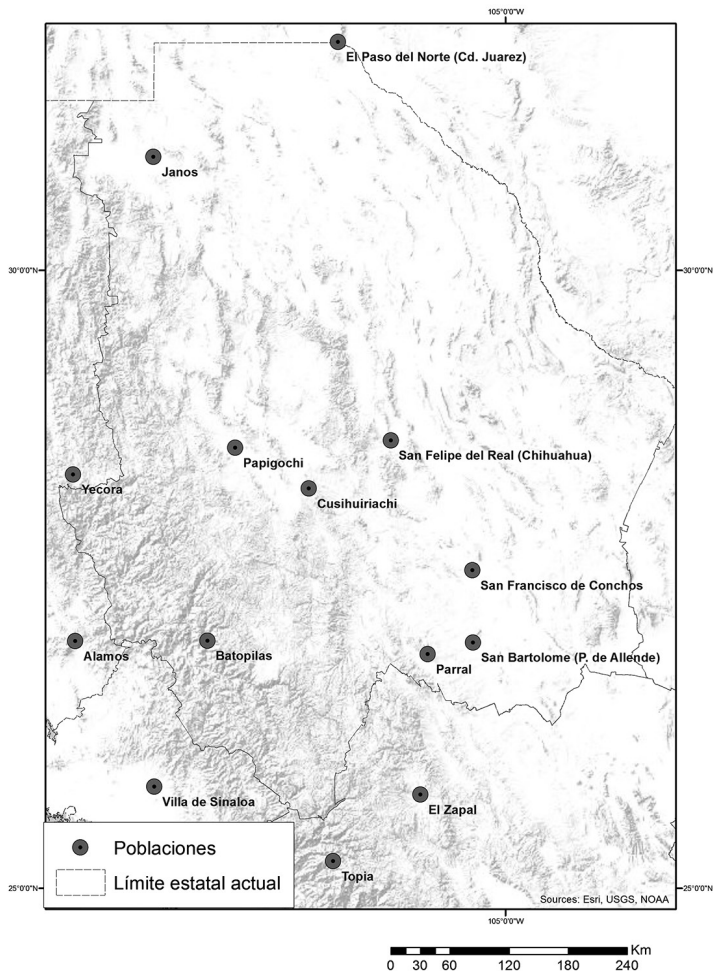 105°0'0"W
El Paso del Norte (Cd. Juarez)
Janos
30°0'0"N
30°0'0"N
San Felipe del Real (Chihuahua)
Papigochi
Yecora
Cusihuiriachi
San Francisco de Conchos
Alamos
Batopilas
San Bartolome (P. de Allende)
Parral
Villa de Sinaloa
El Zapal
Poblaciones
Topia
Límite estatal actual
25°0'0"N
25°0'0"N
Sources: Esri, USGS, NOAA
105°0'0"W
Km
0 30 60 120 180 240